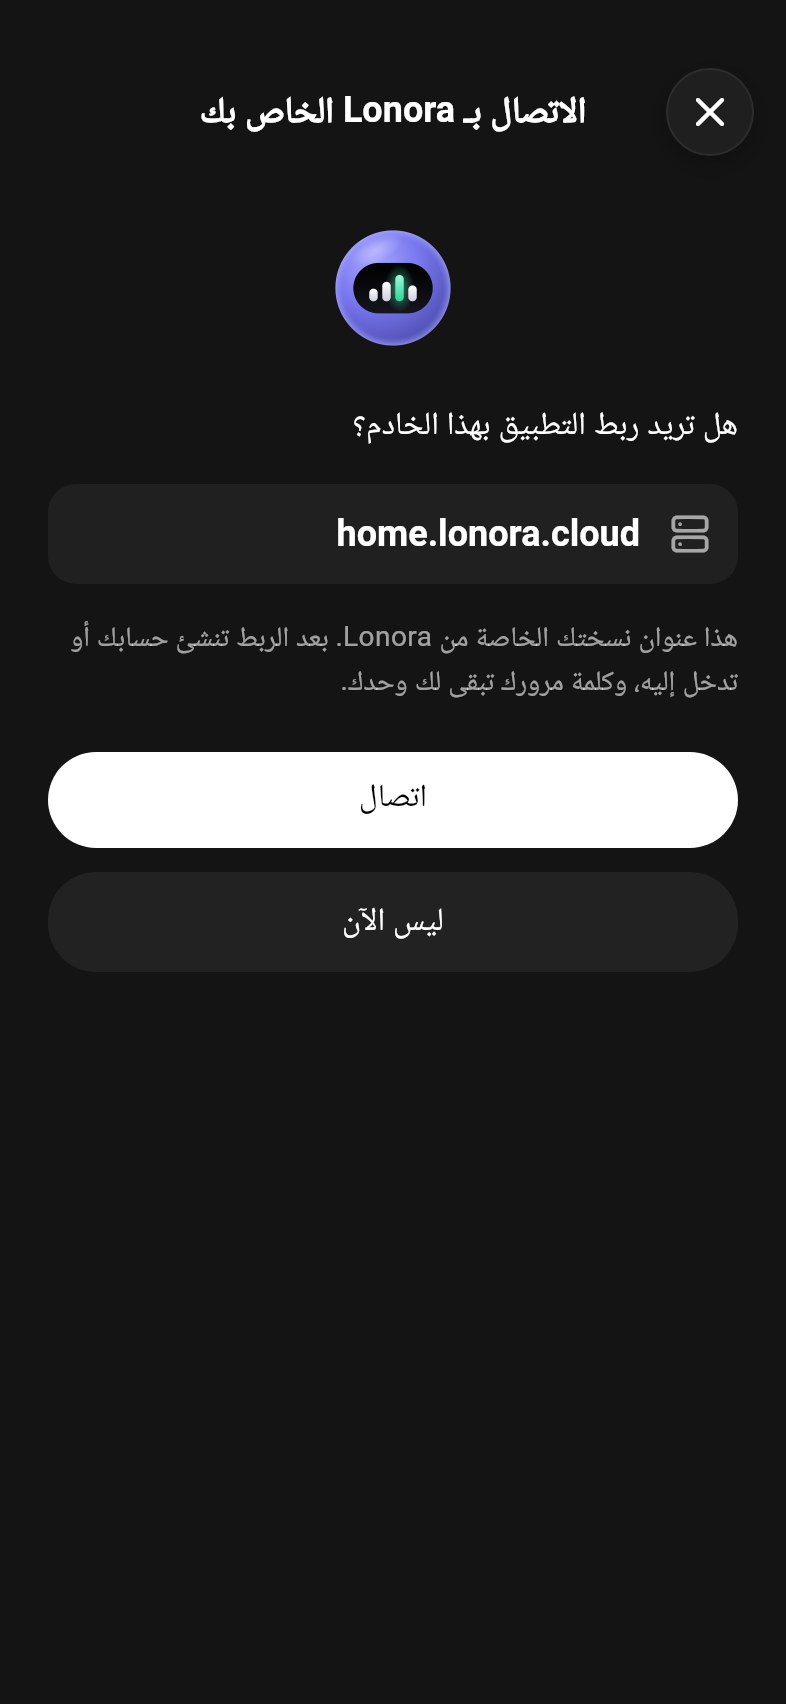 الاتصال بـ Lonora الخاص بك
هل تريد ربط التطبيق بهذا الخادم؟
home.lonora.cloud
هذا عنوان نسختك الخاصة من Lonora. بعد الربط تنشئ حسابك أو
تدخل إليه، وكلمة مرورك تبقى لك وحدك.
اتصال
ليس الآن